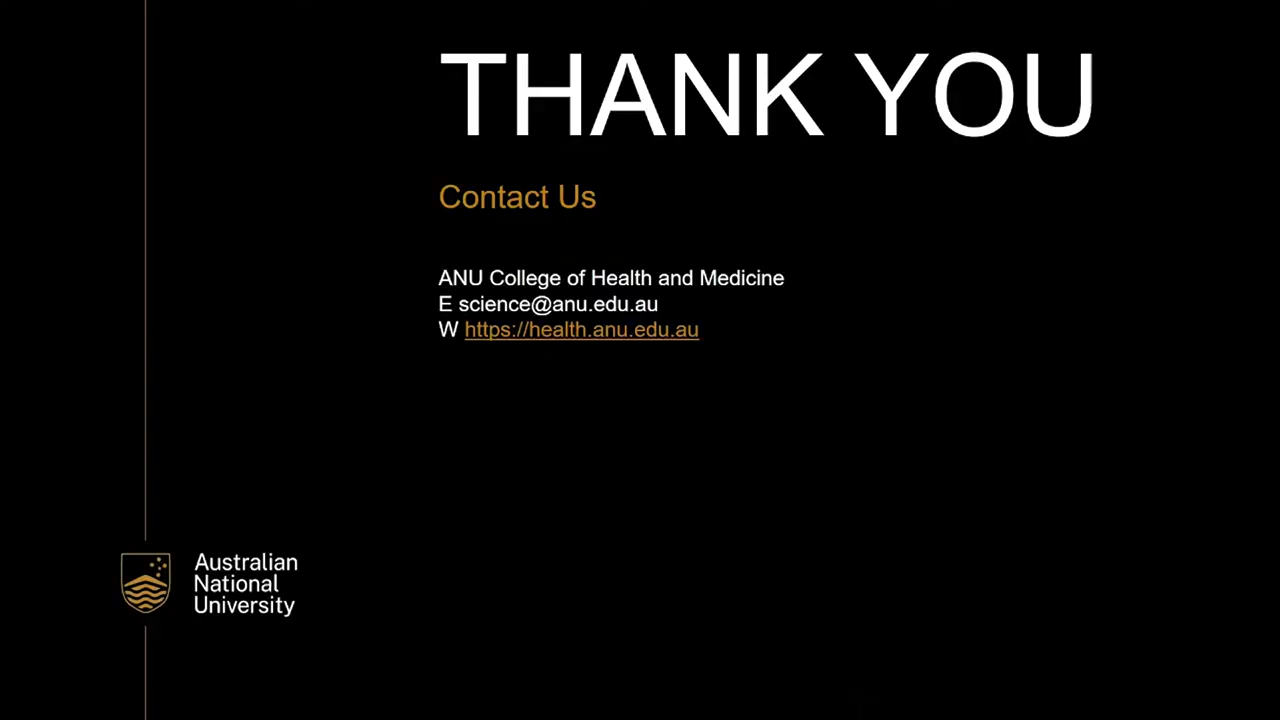 THANK YOU
Contact Us
ANU College of Health and Medicine
E science@anu.edu.au
W https://health.anu.edu.au
Australian
National
University